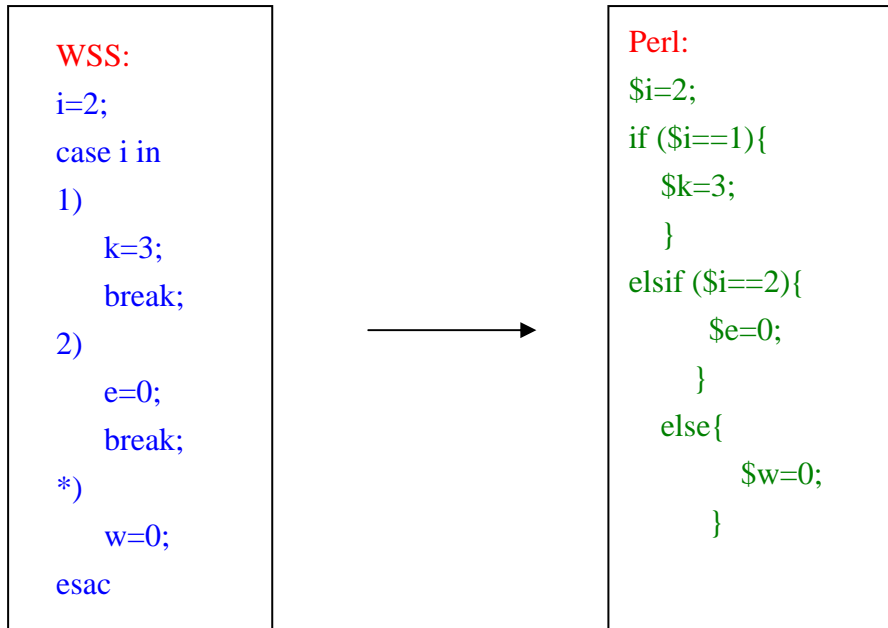 WSS:
i=2;
case i in
1)
k=3;
break;
2)
e=0;
break;
*)
w=0;
esac
Perl:
$i=2;
if ($i==1){
$k=3;
}
elsif ($i==2){
$e=0;
}
else{
$w=0;
}